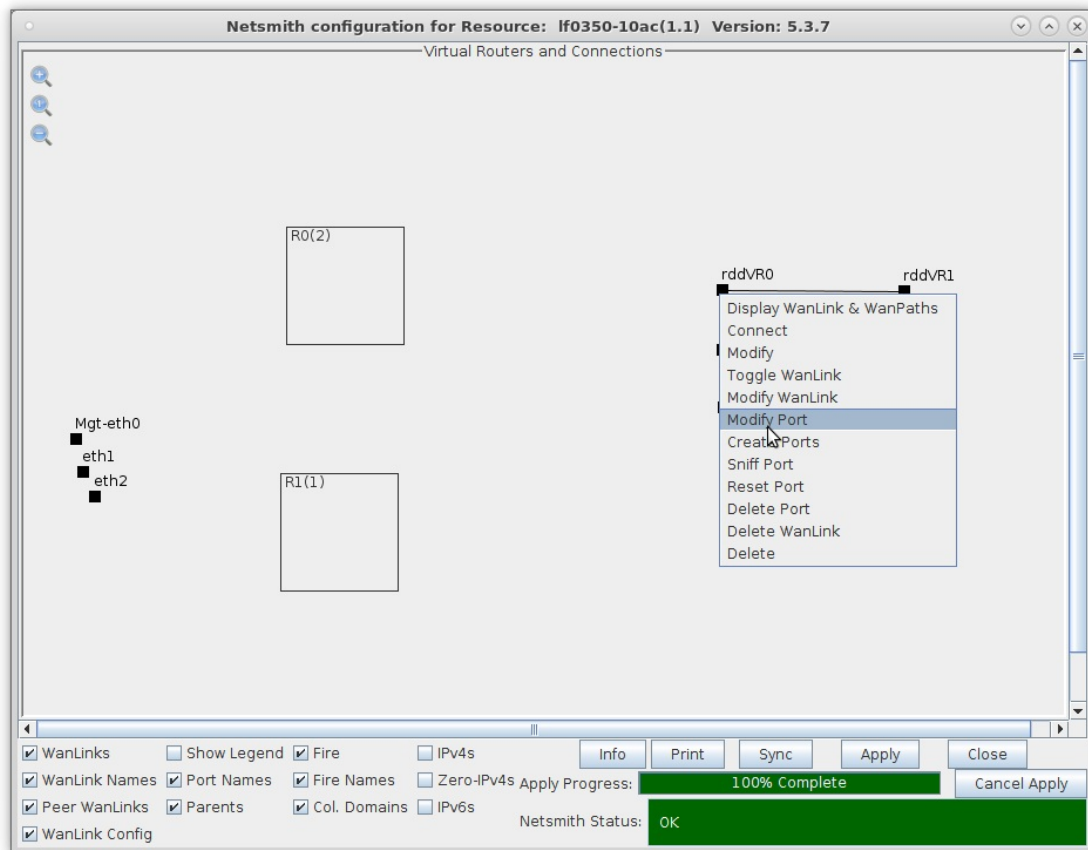 Netsmith configuration for Resource:  lf0350-10ac(1.1)  Version: 5.3.7
Virtual Routers and Connections
R0(2)
rddVR0
rddVR1
Display WanLink & WanPaths
Connect
Modify
Toggle WanLink
Modify WanLink
Modify Port
Create Ports
Sniff Port
Reset Port
Delete Port
Delete WanLink
Delete
Mgt-eth0
eth1
eth2
R1(1)
WanLinks
Show Legend
Fire
IPv4s
Info
Print
Sync
Apply
Close
WanLink Names
Port Names
Fire Names
Zero-IPv4s
Apply Progress:
100% Complete
Cancel Apply
Peer WanLinks
Parents
Col. Domains
IPv6s
Netsmith Status:
OK
WanLink Config